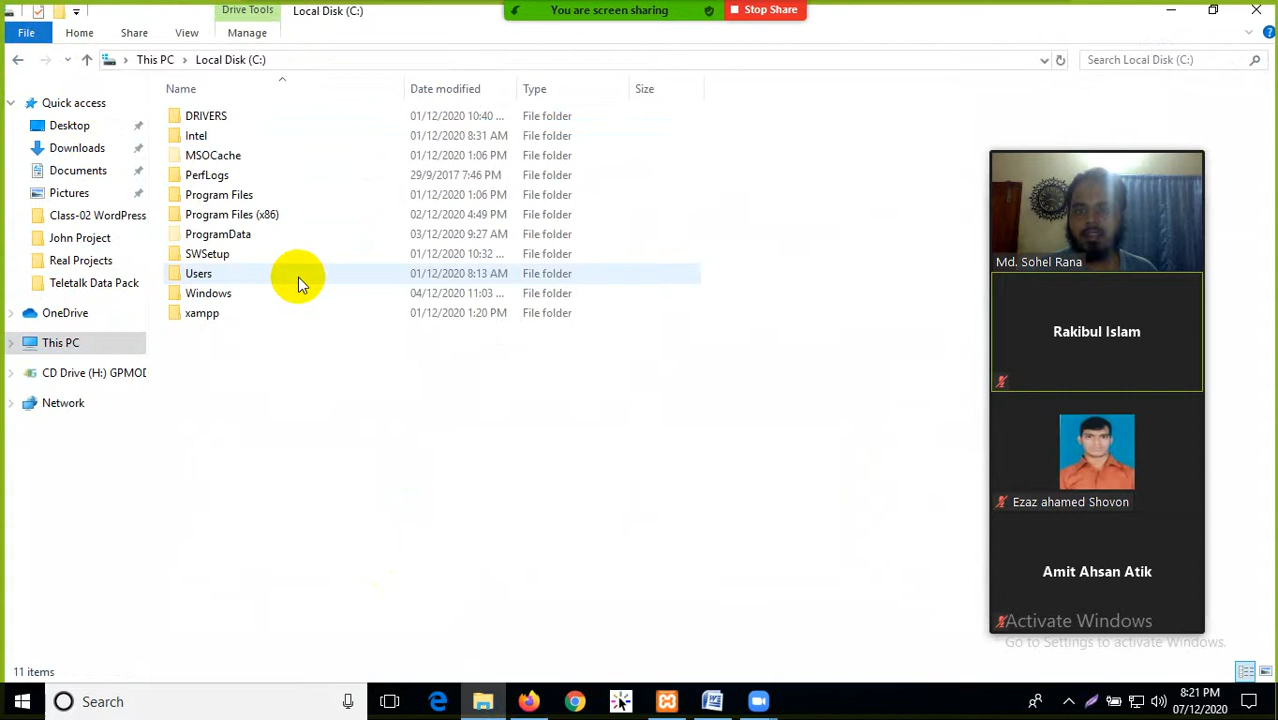 Drive Tools
Local Disk (C:)
You are screen sharing
Stop Share
File
Home
Share
View
Manage
This PC
Local Disk (C:)
Search Local Disk (C:)
Name
Date modified
Type
Size
DRIVERS 01/12/2020 10:40 ... File folder
Intel 01/12/2020 8:31 AM File folder
MSOCache 01/12/2020 1:06 PM File folder
PerfLogs 29/9/2017 7:46 PM File folder
Program Files 01/12/2020 1:06 PM File folder
Program Files (x86) 02/12/2020 4:49 PM File folder
ProgramData 03/12/2020 9:27 AM File folder
SWSetup 01/12/2020 10:32 ... File folder
Users 01/12/2020 8:13 AM File folder
Windows 04/12/2020 11:03 ... File folder
xampp 01/12/2020 1:20 PM File folder
Quick access
Desktop
Downloads
Documents
Pictures
Class-02 WordPress
John Project
Real Projects
Teletalk Data Pack
OneDrive
This PC
CD Drive (H:) GPMOD
Network
Md. Sohel Rana
Rakibul Islam
Ezaz ahamed Shovon
Amit Ahsan Atik
Activate Windows
Go to Settings to activate Windows.
11 items
Search
8:21 PM
07/12/2020